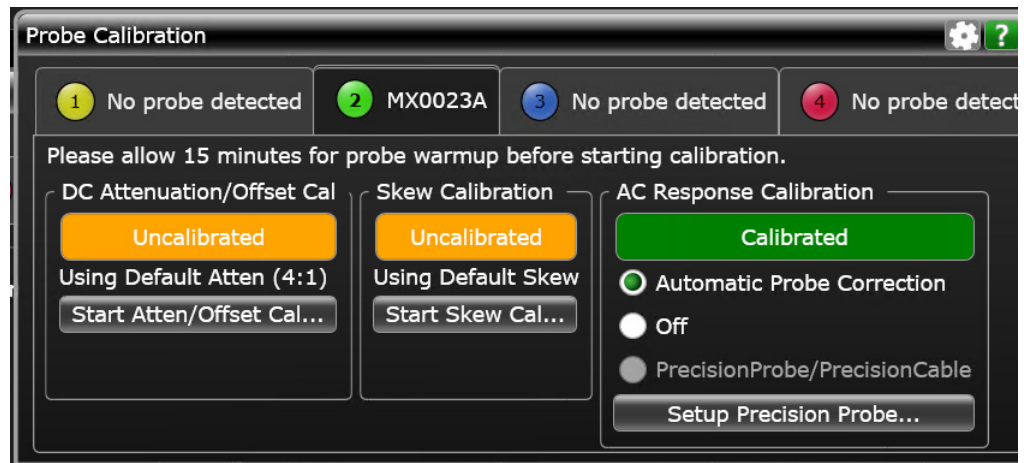 Probe Calibration
?
1 No probe detected
2 MX0023A
3 No probe detected
4 No probe detect
Please allow 15 minutes for probe warmup before starting calibration.
DC Attenuation/Offset Cal
Uncalibrated
Using Default Atten (4:1)
Start Atten/Offset Cal...
Skew Calibration
Uncalibrated
Using Default Skew
Start Skew Cal...
AC Response Calibration
Calibrated
Automatic Probe Correction
Off
PrecisionProbe/PrecisionCable
Setup Precision Probe...